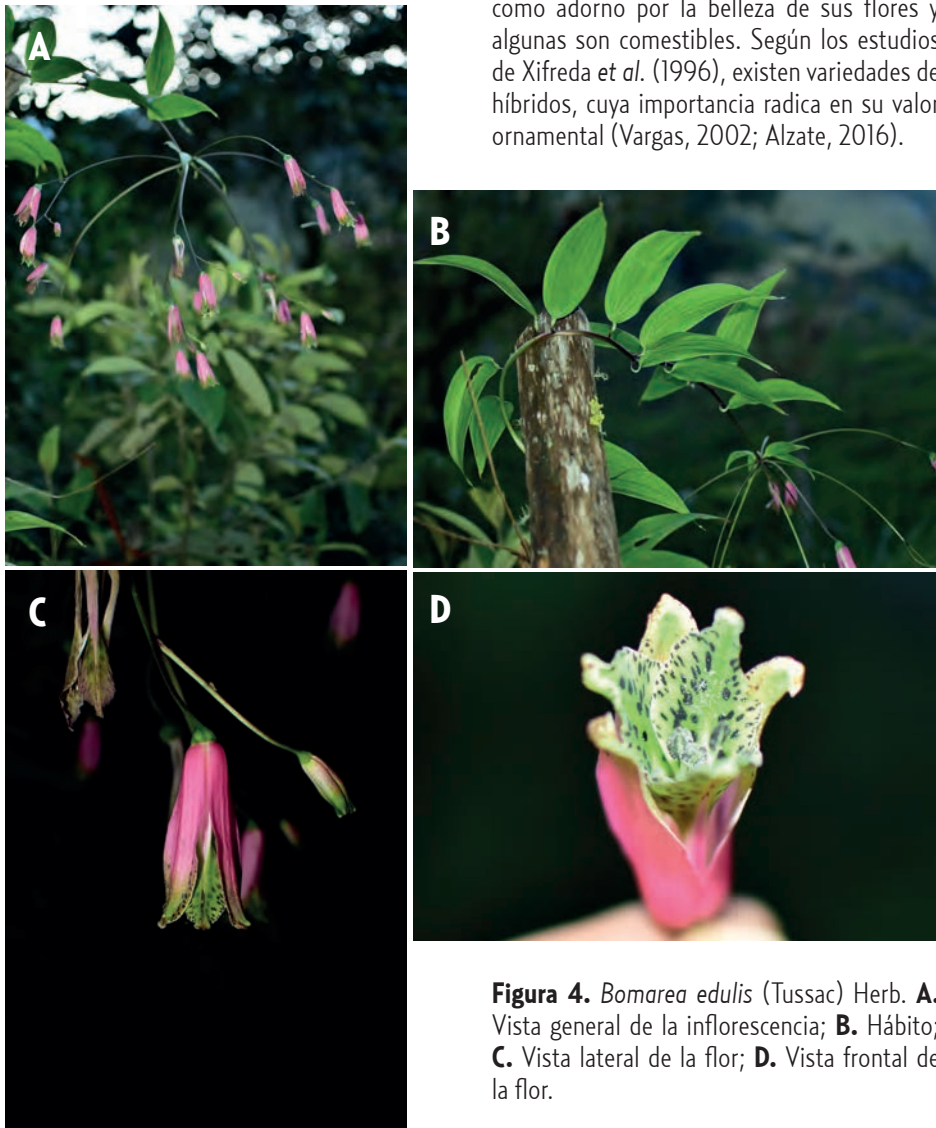 A
como adorno por la belleza de sus flores y
algunas son comestibles. Según los estudios
de Xifreda et al. (1996), existen variedades de
híbridos, cuya importancia radica en su valor
ornamental (Vargas, 2002; Alzate, 2016).
B
C
D
Figura 4. Bomarea edulis (Tussac) Herb. A.
Vista general de la inflorescencia; B. Hábito;
C. Vista lateral de la flor; D. Vista frontal de
la flor.